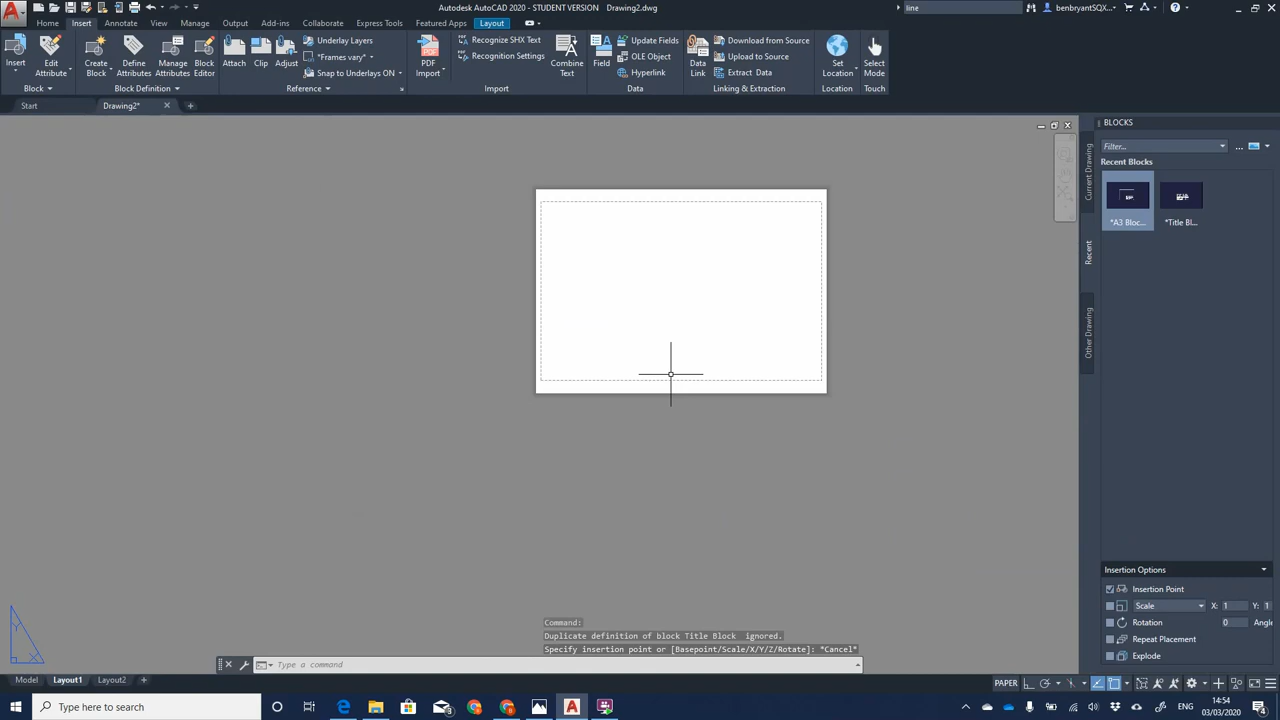 Autodesk AutoCAD 2020 - STUDENT VERSION Drawing2.dwg
line
benbryantSQX...
Home Insert Annotate View Manage Output Add-ins Collaborate Express Tools Featured Apps Layout
Insert
Edit Attribute
Create Block
Define Attributes
Manage Attributes
Block Editor
Attach
Clip
Adjust
Underlay Layers
*Frames vary*
Snap to Underlays ON
PDF Import
Recognize SHX Text
Recognition Settings
Combine Text
Field
Update Fields
OLE Object
Hyperlink
Data Link
Download from Source
Upload to Source
Extract Data
Set Location
Select Mode
Block
Block Definition
Reference
Import
Data
Linking & Extraction
Location
Touch
Start
Drawing2*
BLOCKS
Filter...
Recent Blocks
*A3 Bloc...
*Title Bl...
Current Drawing
Recent
Other Drawing
Insertion Options
Insertion Point
Scale X: 1 Y: 1
Rotation 0 Angle
Repeat Placement
Explode
Y
X
Command:
Duplicate definition of block Title Block ignored.
Specify insertion point or [Basepoint/Scale/X/Y/Z/Rotate]: *Cancel*
Type a command
Model Layout1 Layout2
PAPER
Type here to search
14:54
03/03/2020